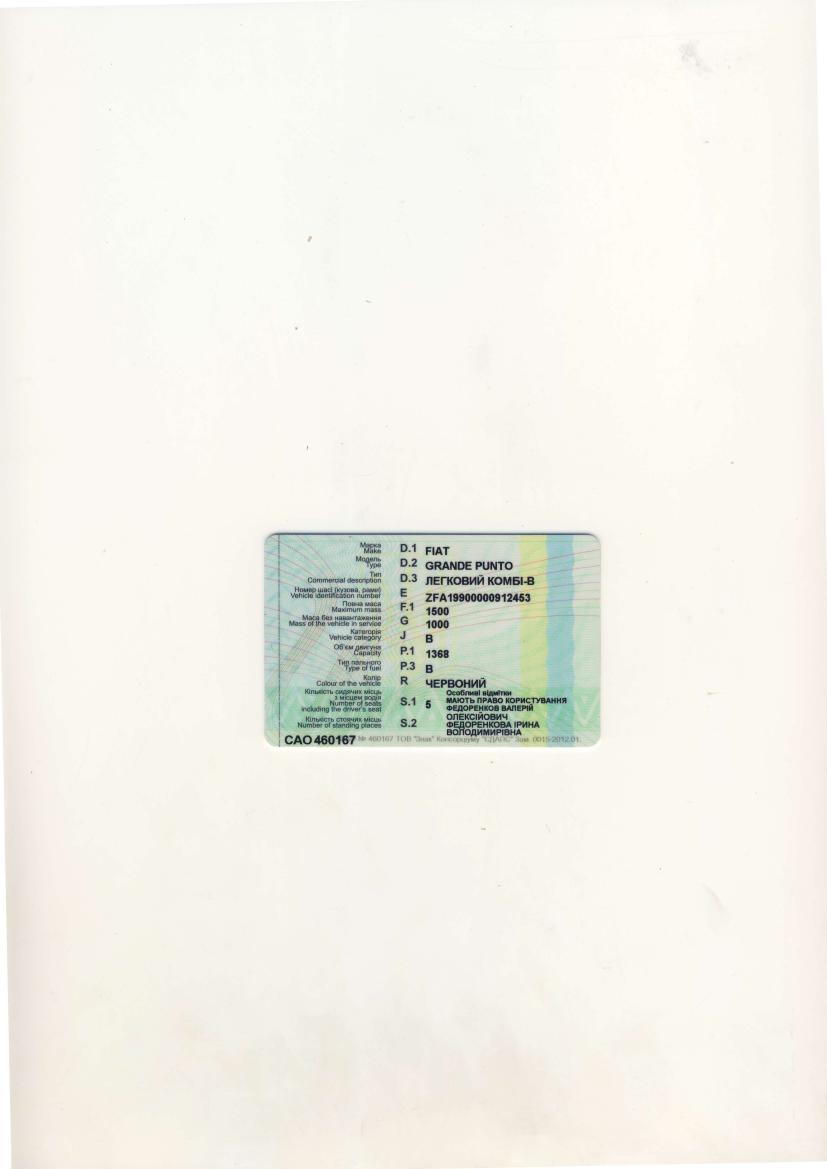 Марка
Make
D.1 FIAT
Модель
Type
D.2 GRANDE PUNTO
Тип
Commercial description
D.3 ЛЕГКОВИЙ КОМБІ-В
Номер шасі (кузова, рами)
Vehicle identification number
E ZFA19900000912453
Повна маса
Maximum mass
F.1 1500
Маса без навантаження
Mass of the vehicle in service
G 1000
Категорія
Vehicle category
J B
Об'єм двигуна
Capacity
P.1 1368
Тип пального
Type of fuel
P.3 B
Колір
Colour of the vehicle
R ЧЕРВОНИЙ
Кількість сидячих місць
з місцем водія
Number of seats
including the driver's seat
S.1 5
Особливі відмітки
МАЮТЬ ПРАВО КОРИСТУВАННЯ
ФЕДОРЕНКОВ ВАЛЕРІЙ
ОЛЕКСІЙОВИЧ
ФЕДОРЕНКОВА ІРИНА
ВОЛОДИМИРІВНА
Кількість стоячих місць
Number of standing places
S.2
САО 460167
№ 460167 ТОВ "Знак" Консорціуму "ЄДАПС" Зам. 0015-2012.01.